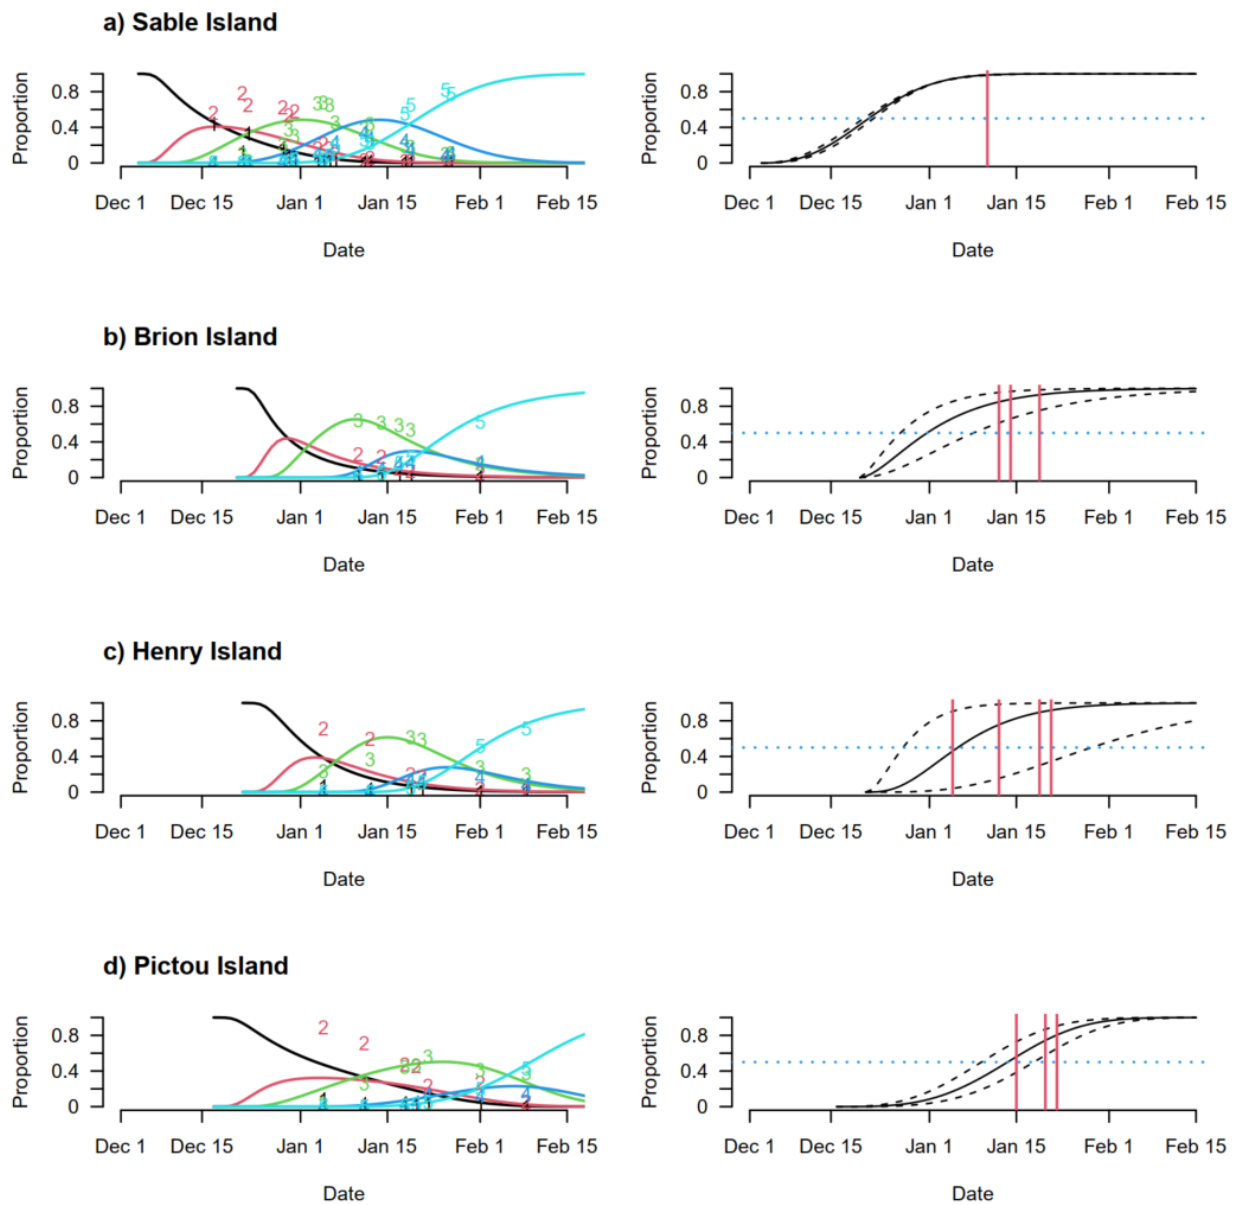 a) Sable Island
Proportion
0.8
0.4
0
Dec 1 Dec 15 Jan 1 Jan 15 Feb 1 Feb 15
Date
Proportion
0.8
0.4
0
Dec 1 Dec 15 Jan 1 Jan 15 Feb 1 Feb 15
Date
b) Brion Island
Proportion
0.8
0.4
0
Dec 1 Dec 15 Jan 1 Jan 15 Feb 1 Feb 15
Date
Proportion
0.8
0.4
0
Dec 1 Dec 15 Jan 1 Jan 15 Feb 1 Feb 15
Date
c) Henry Island
Proportion
0.8
0.4
0
Dec 1 Dec 15 Jan 1 Jan 15 Feb 1 Feb 15
Date
Proportion
0.8
0.4
0
Dec 1 Dec 15 Jan 1 Jan 15 Feb 1 Feb 15
Date
d) Pictou Island
Proportion
0.8
0.4
0
Dec 1 Dec 15 Jan 1 Jan 15 Feb 1 Feb 15
Date
Proportion
0.8
0.4
0
Dec 1 Dec 15 Jan 1 Jan 15 Feb 1 Feb 15
Date